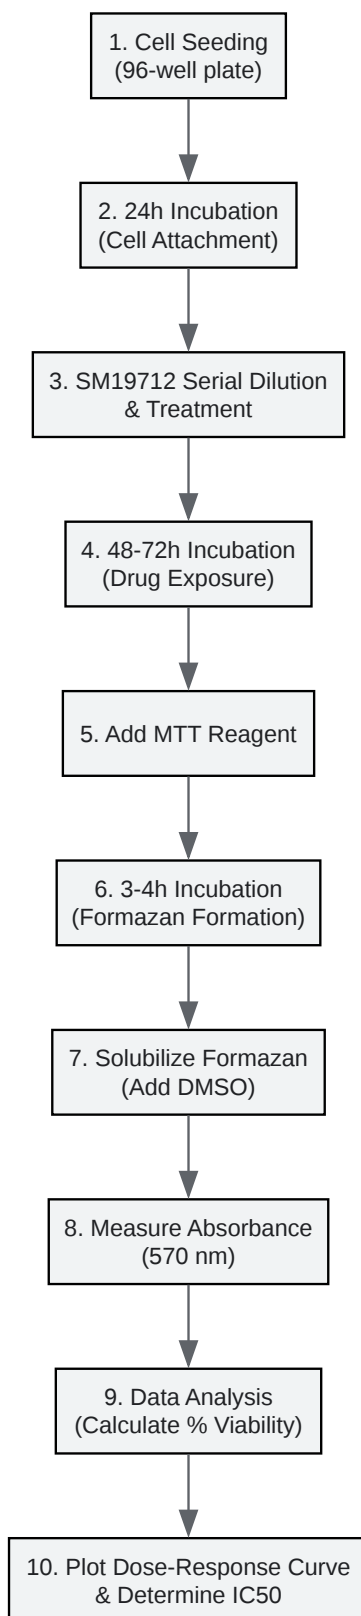 1. Cell Seeding
(96-well plate)
2. 24h Incubation
(Cell Attachment)
3. SM19712 Serial Dilution
& Treatment
4. 48-72h Incubation
(Drug Exposure)
5. Add MTT Reagent
6. 3-4h Incubation
(Formazan Formation)
7. Solubilize Formazan
(Add DMSO)
8. Measure Absorbance
(570 nm)
9. Data Analysis
(Calculate % Viability)
10. Plot Dose-Response Curve
& Determine IC50